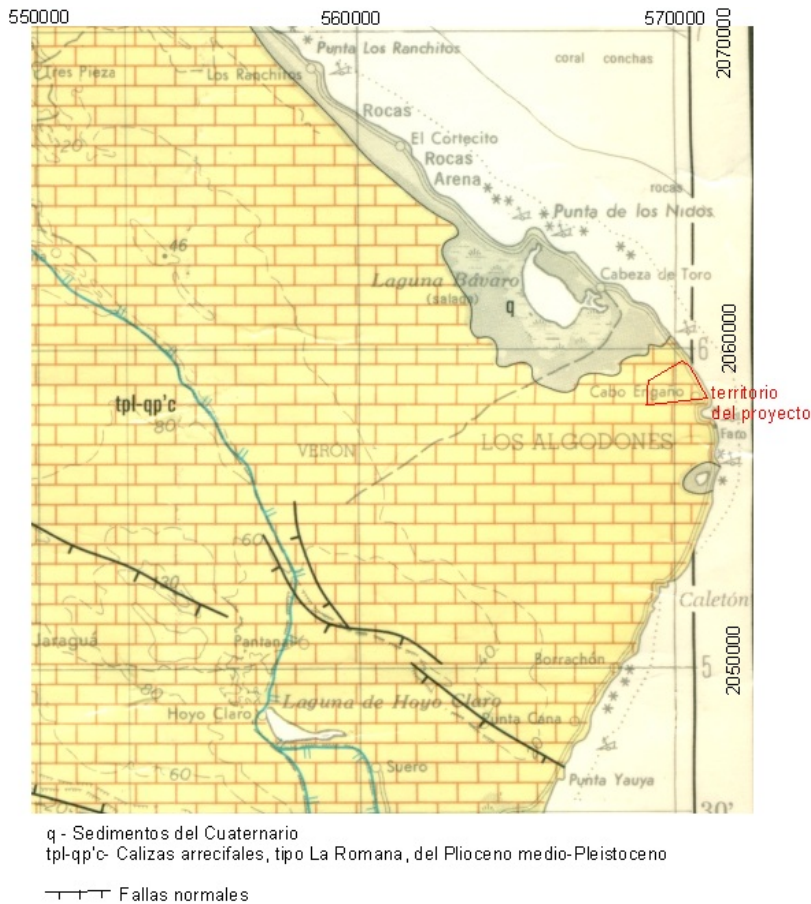 550000
560000
570000
2070000
Punta Los Ranchitos
coral conchas
Tres Pieza
Los Ranchitos
Rocas
El Cortecito
20
Rocas
Arena
rocas
Punta de los Nidos
46
Laguna Bávaro
(salada)
Cabeza de Toro
q
2060000
6
Cabo Engaño
territorio
del proyecto
tpl-qp'c
80
VERON
LOS ALGODONES
Faro
60
30
Caletón
Jaraguá
Pantanal
40
Borrachón
5
2050000
80
Laguna de Hoyo Claro
Hoyo Claro
Punta Cana
60
Suero
Punta Yauya
30'
q - Sedimentos del Cuaternario
tpl-qp'c- Calizas arrecifales, tipo La Romana, del Plioceno medio-Pleistoceno
Fallas normales